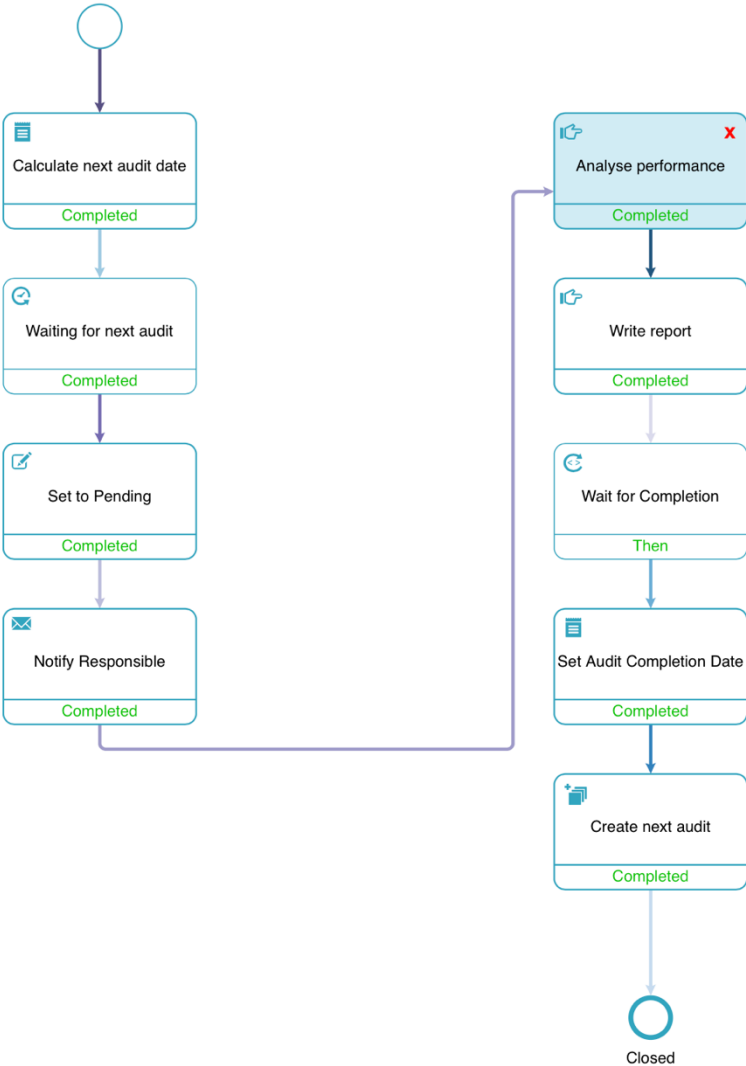 Calculate next audit date
Completed
Waiting for next audit
Completed
Set to Pending
Completed
Notify Responsible
Completed
x
Analyse performance
Completed
Write report
Completed
Wait for Completion
Then
Set Audit Completion Date
Completed
Create next audit
Completed
Closed